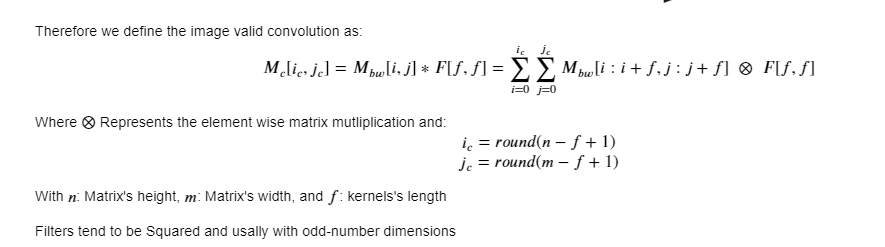 Therefore we define the image valid convolution as:
M_c[i_c, j_c] = M_{bw}[i, j] * F[f, f] = \sum_{i=0}^{i_c} \sum_{j=0}^{j_c} M_{bw}[i : i + f, j : j + f] ⊗ F[f, f]
Where ⊗ Represents the element wise matrix mutliplication and:
i_c = round(n − f + 1)
j_c = round(m − f + 1)
With n: Matrix's height, m: Matrix's width, and f: kernels's length
Filters tend to be Squared and usally with odd-number dimensions